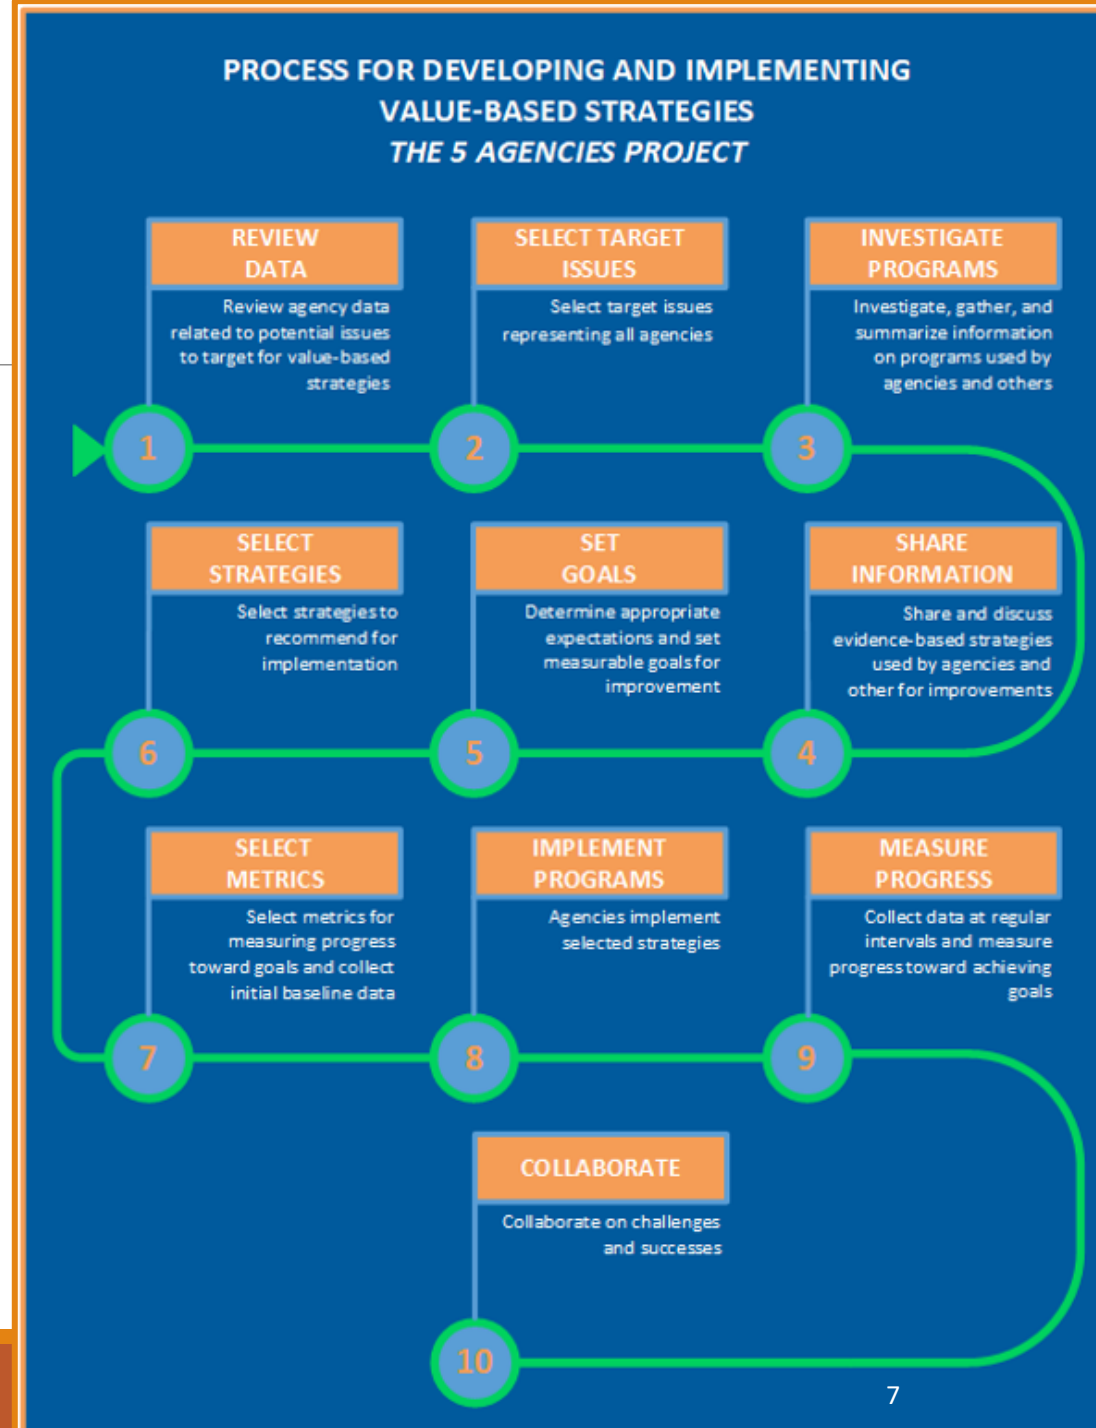 PROCESS FOR DEVELOPING AND IMPLEMENTING
VALUE-BASED STRATEGIES
THE 5 AGENCIES PROJECT
REVIEW
DATA
Review agency data
related to potential issues
to target for value-based
strategies
1
SELECT TARGET
ISSUES
Select target issues
representing all agencies
2
INVESTIGATE
PROGRAMS
Investigate, gather, and
summarize information
on programs used by
agencies and others
3
SHARE
INFORMATION
Share and discuss
evidence-based strategies
used by agencies and
other for improvements
4
SET
GOALS
Determine appropriate
expectations and set
measurable goals for
improvement
5
SELECT
STRATEGIES
Select strategies to
recommend for
implementation
6
SELECT
METRICS
Select metrics for
measuring progress
toward goals and collect
initial baseline data
7
IMPLEMENT
PROGRAMS
Agencies implement
selected strategies
8
MEASURE
PROGRESS
Collect data at regular
intervals and measure
progress toward achieving
goals
9
COLLABORATE
Collaborate on challenges
and successes
10
7